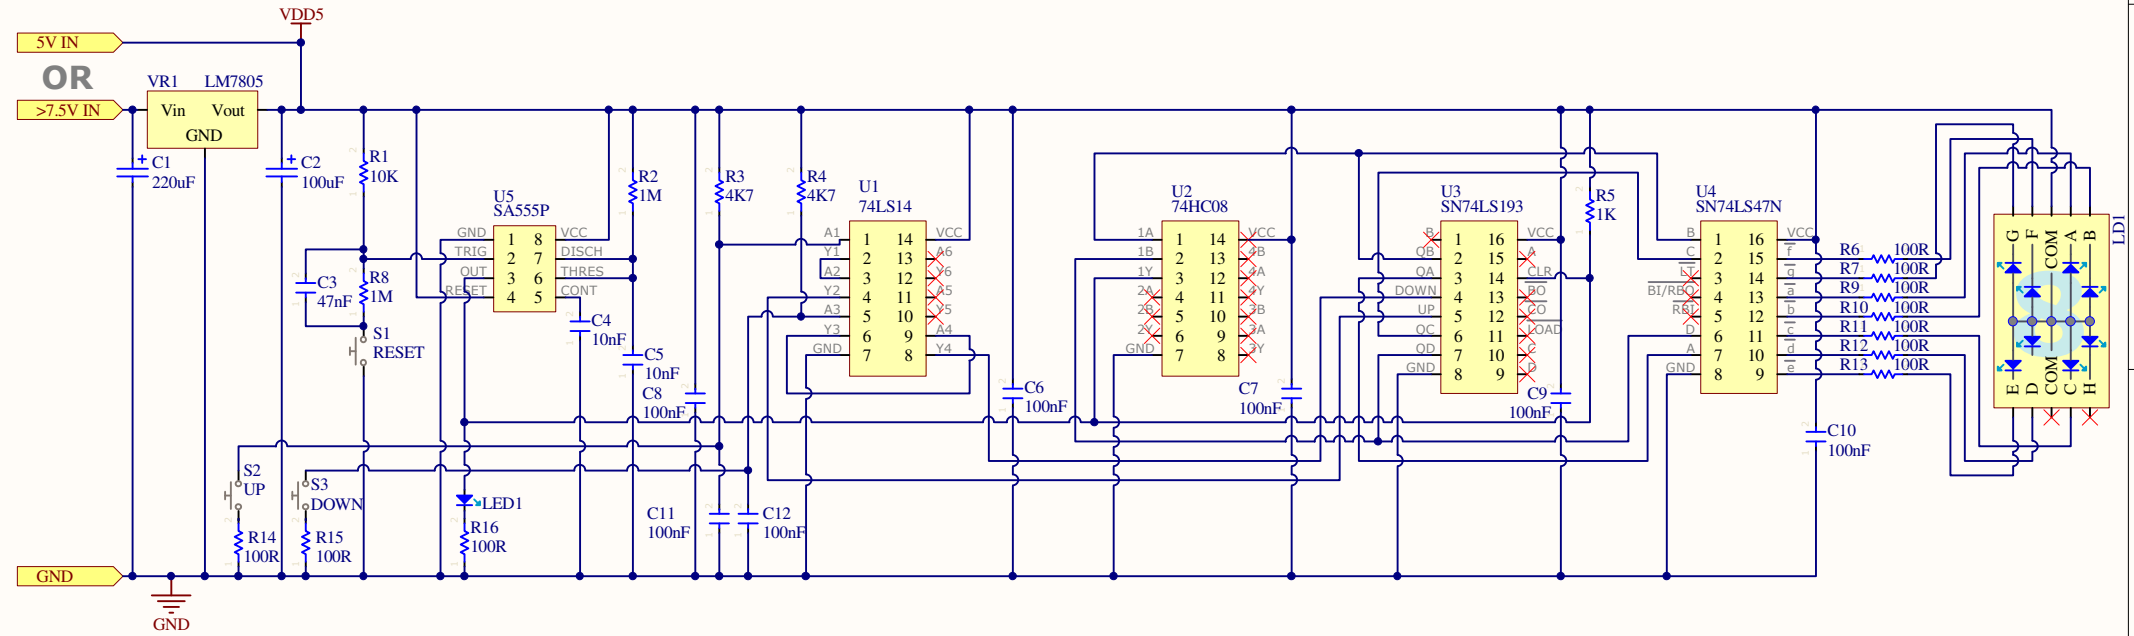 VDD5
5V IN
OR
>7.5V IN
VR1 LM7805
Vin Vout
GND
C1
220uF
C2
100uF
R1
10K
C3
47nF
R8
1M
S1
RESET
U5
SA555P
GND 1 8 VCC
TRIG 2 7 DISCH
OUT 3 6 THRES
RESET 4 5 CONT
R2
1M
C4
10nF
C5
10nF
C8
100nF
R3
4K7
R4
4K7
U1
74LS14
A1 1 14 VCC
Y1 2 13 A6
A2 3 12 Y6
Y2 4 11 A5
A3 5 10 Y5
Y3 6 9 A4
GND 7 8 Y4
C6
100nF
U2
74HC08
1A 1 14 VCC
1B 2 13 4B
1Y 3 12 4A
2A 4 11 4Y
2B 5 10 3B
2Y 6 9 3A
GND 7 8 3Y
C7
100nF
U3
SN74LS193
B 1 16 VCC
QB 2 15 A
QA 3 14 CLR
DOWN 4 13 BO
UP 5 12 CO
QC 6 11 LOAD
QD 7 10 C
GND 8 9 D
C9
100nF
R5
1K
U4
SN74LS47N
B 1 16 VCC
C 2 15 f
LT 3 14 g
BI/RBO 4 13 a
RBI 5 12 b
D 6 11 c
A 7 10 d
GND 8 9 e
R6 100R
R7 100R
R9 100R
R10 100R
R11 100R
R12 100R
R13 100R
C10
100nF
LD1
G F COM A B
E D COM C H
S2
UP
S3
DOWN
R14
100R
R15
100R
LED1
R16
100R
C11
100nF
C12
100nF
GND
GND